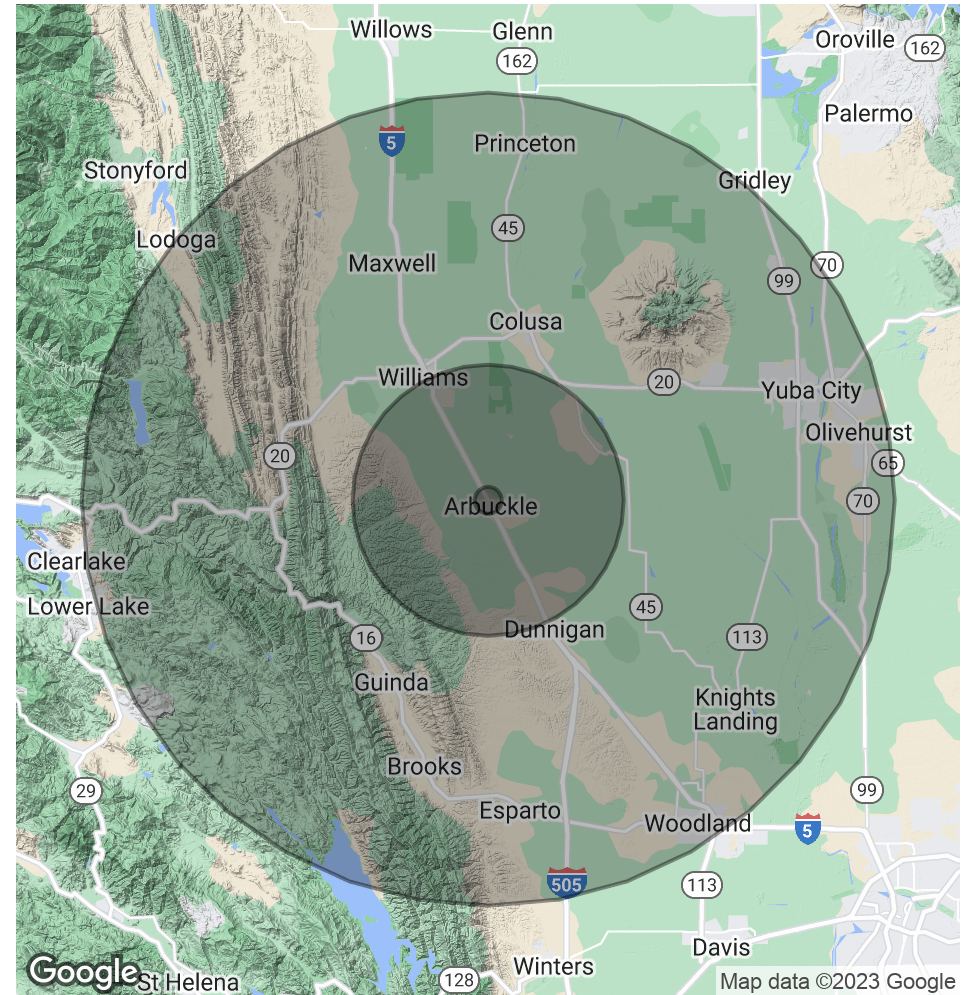 Willows
Glenn
162
Oroville
162
Palermo
5
Princeton
Stonyford
Gridley
45
Lodoga
Maxwell
70
99
Colusa
Williams
20
Yuba City
Olivehurst
20
65
70
Arbuckle
Clearlake
Lower Lake
45
16
Dunnigan
113
Guinda
Knights
Landing
Brooks
29
99
Esparto
Woodland
5
505
113
Davis
Winters
Google
St Helena
128
Map data ©2023 Google